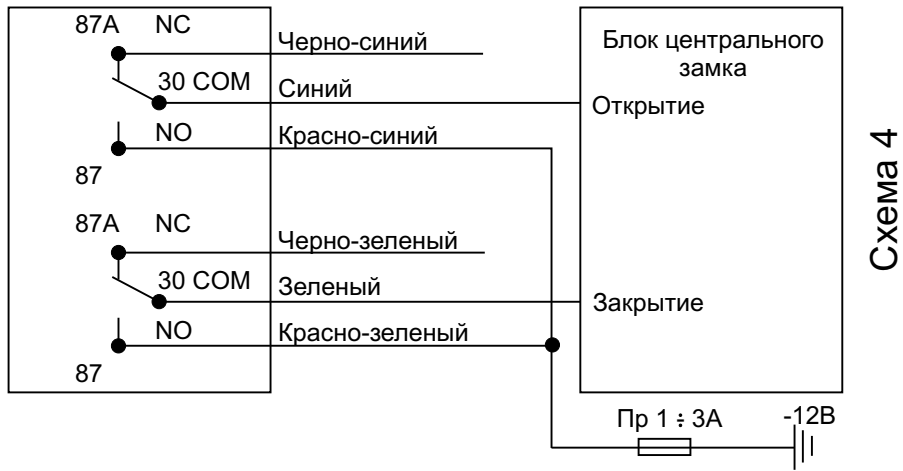 87A NC
Черно-синий
30 COM
Синий
NO
Красно-синий
87
87A NC
Черно-зеленый
30 COM
Зеленый
NO
Красно-зеленый
87
Блок центрального
замка
Открытие
Закрытие
Пр 1 ÷ 3А
-12В
Схема 4